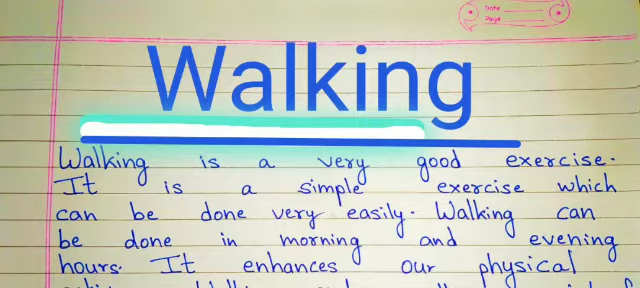 Date
Page
Walking
Walking is a very good exercise.
It is a simple exercise which
can be done very easily. Walking can
be done in morning and evening
hours. It enhances our physical